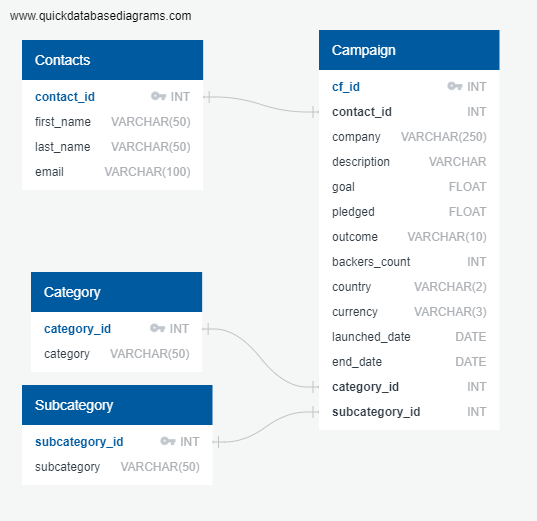 www.quickdatabasediagrams.com
Contacts
contact_id INT
first_name VARCHAR(50)
last_name VARCHAR(50)
email VARCHAR(100)
Campaign
cf_id INT
contact_id INT
company VARCHAR(250)
description VARCHAR
goal FLOAT
pledged FLOAT
outcome VARCHAR(10)
backers_count INT
country VARCHAR(2)
currency VARCHAR(3)
launched_date DATE
end_date DATE
category_id INT
subcategory_id INT
Category
category_id INT
category VARCHAR(50)
Subcategory
subcategory_id INT
subcategory VARCHAR(50)